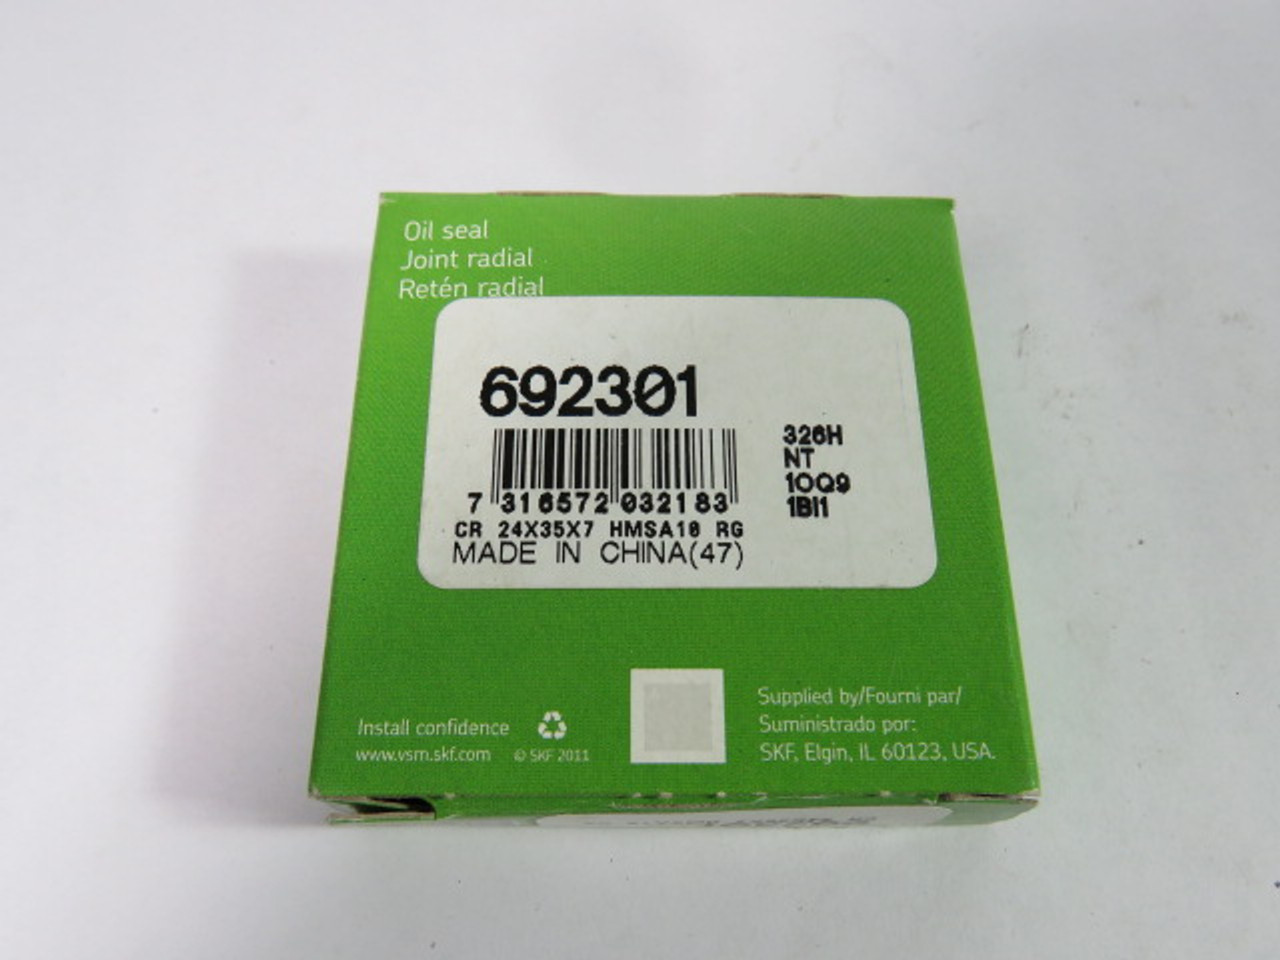 Oil seal
Joint radial
Retén radial
692301
7 316572 032183
CR 24X35X7 HMSA10 RG
MADE IN CHINA(47)
326H
NT
10Q9
1BI1
Install confidence
www.vsm.skf.com © SKF 2011
Supplied by/Fourni par/
Suministrado por:
SKF, Elgin, IL 60123, USA.